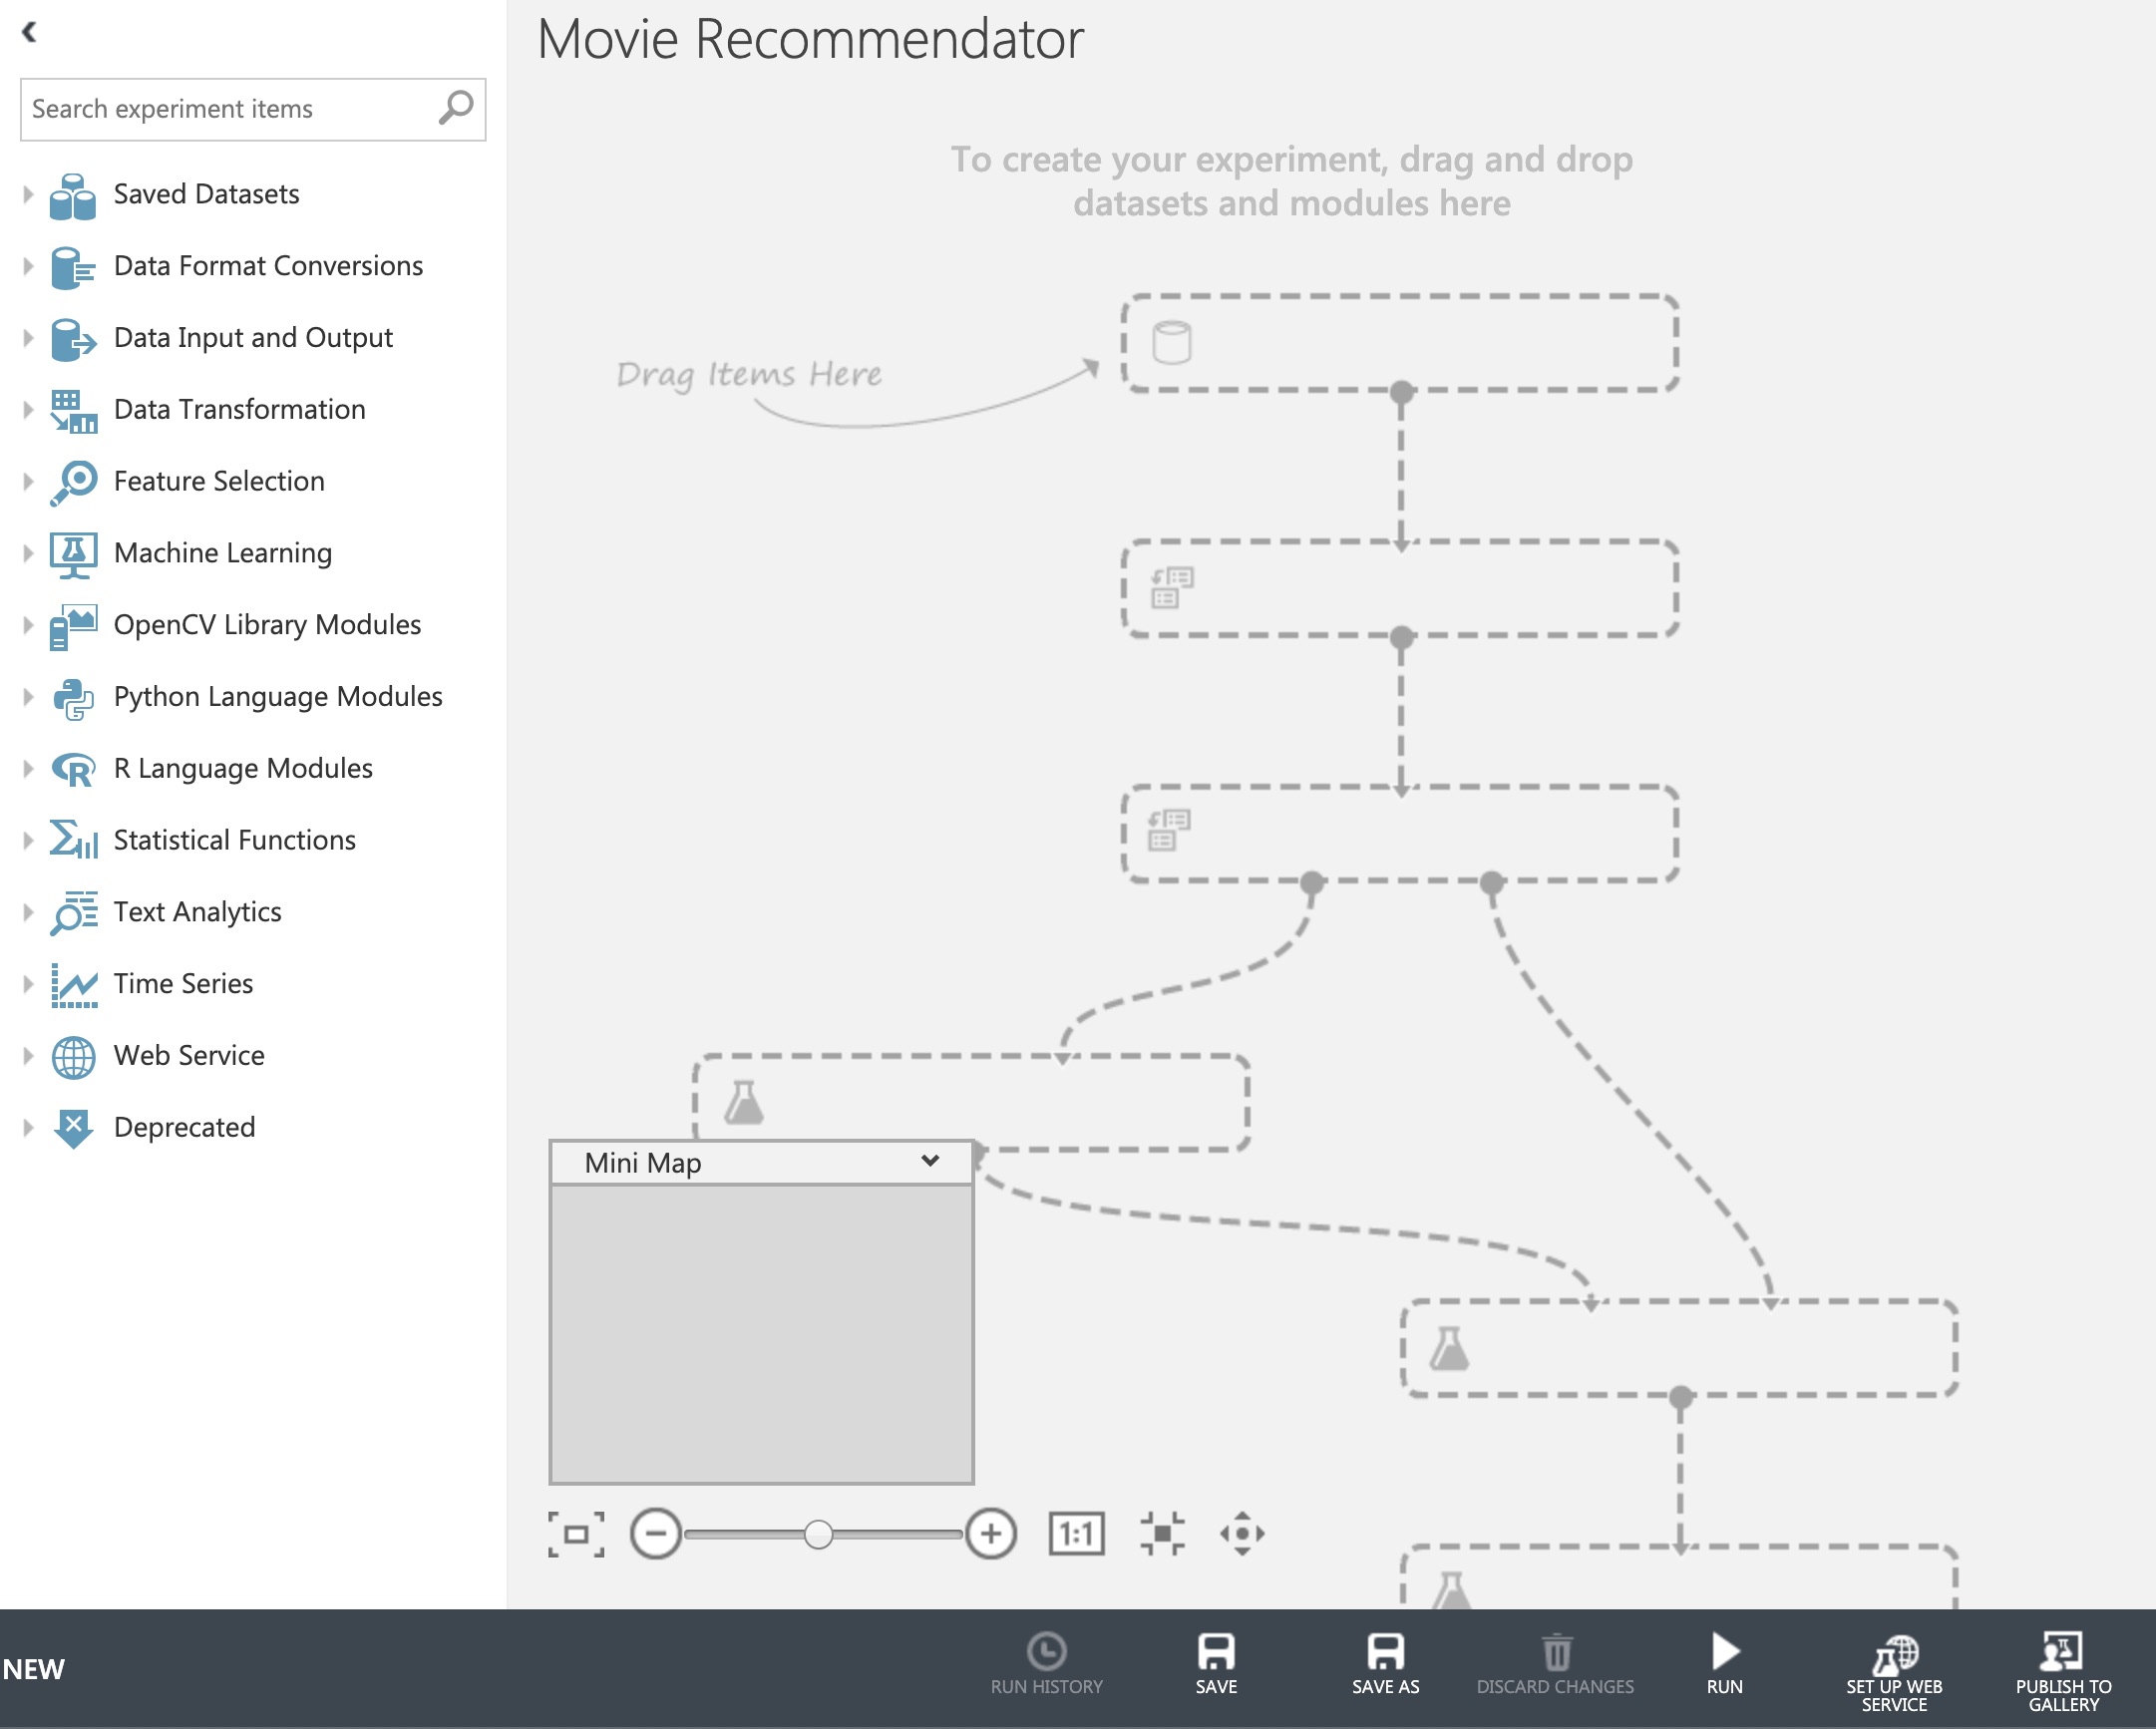 Movie Recommendator
Search experiment items
Saved Datasets
Data Format Conversions
Data Input and Output
Data Transformation
Feature Selection
Machine Learning
OpenCV Library Modules
Python Language Modules
R Language Modules
Statistical Functions
Text Analytics
Time Series
Web Service
Deprecated
To create your experiment, drag and drop
datasets and modules here
Drag Items Here
Mini Map
1:1
NEW
RUN HISTORY
SAVE
SAVE AS
DISCARD CHANGES
RUN
SET UP WEB
SERVICE
PUBLISH TO
GALLERY